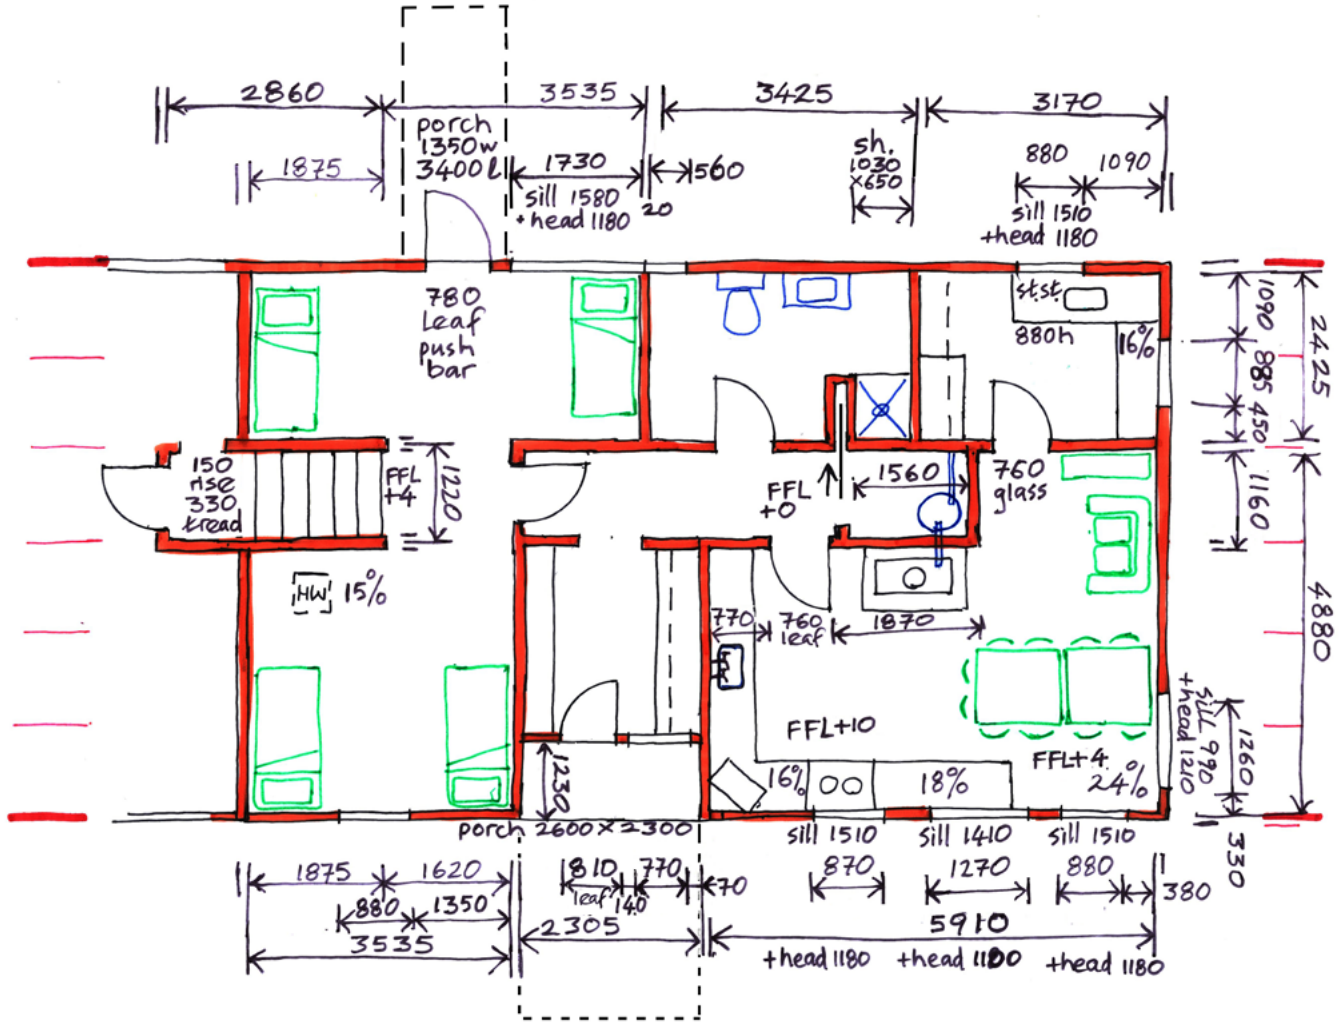 2860
3535
3425
3170
porch
1350w
3400l
1875
1730
560
sill 1580
+head 1180
20
sh.
1030
×650
880
1090
sill 1510
+head 1180
780
Leaf
push
bar
stst
880h
16%
1090
885
450
2425
150
rise
330
tread
FFL
+4
1220
FFL
+0
1560
760
glass
1160
HW
15%
770
760
leaf
1870
4880
FFL+10
FFL+4
24%
16%
18%
sill 990
+head 1210
1260
330
1230
porch 2600×2300
sill 1510
sill 1410
sill 1510
1875
1620
810
leaf
140
770
70
870
1270
880
380
880
1350
2305
5910
3535
+head 1180
+head 1180
+head 1180